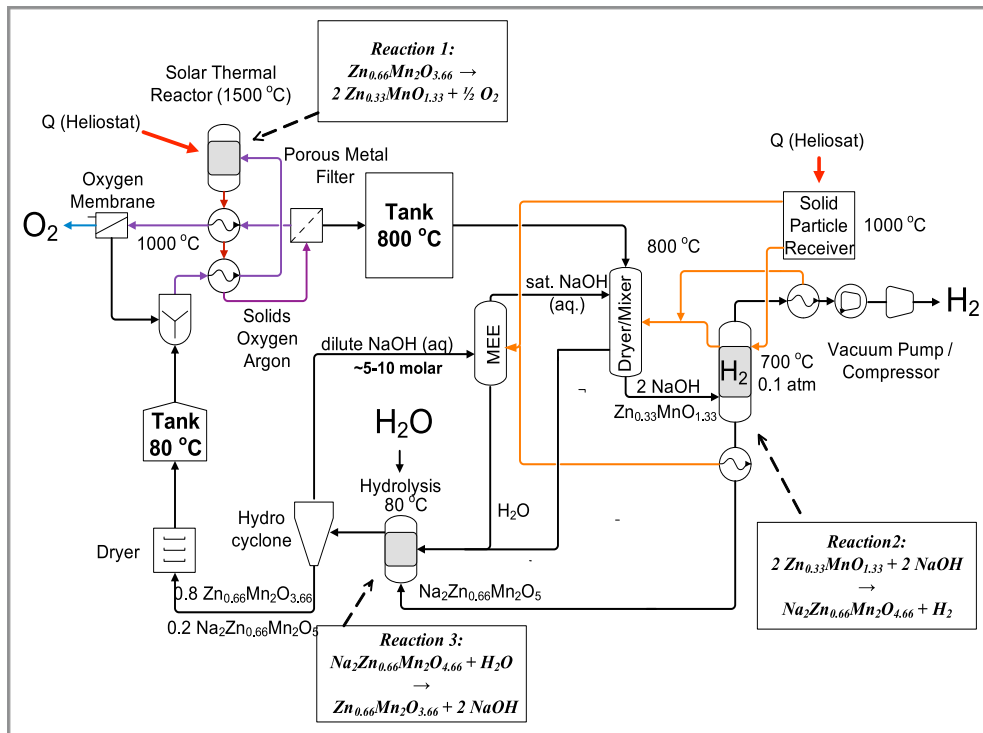 Reaction 1:
Zn0.66Mn2O3.66 →
2 Zn0.33MnO1.33 + ½ O2
Solar Thermal
Reactor (1500 °C)
Q (Heliostat)
Porous Metal
Filter
Oxygen
Membrane
O2
1000 °C
Tank
800 °C
Q (Heliosat)
Solid
Particle
Receiver
1000 °C
800 °C
sat. NaOH
(aq.)
Solids
Oxygen
Argon
dilute NaOH (aq)
~5-10 molar
MEE
Dryer/Mixer
H2
H2
700 °C
0.1 atm
Vacuum Pump /
Compressor
2 NaOH
Zn0.33MnO1.33
Tank
80 °C
H2O
Hydrolysis
80 °C
H2O
Hydro
cyclone
Dryer
0.8 Zn0.66Mn2O3.66
0.2 Na2Zn0.66Mn2O5
Na2Zn0.66Mn2O5
Reaction2:
2 Zn0.33MnO1.33 + 2 NaOH
→
Na2Zn0.66Mn2O4.66 + H2
Reaction 3:
Na2Zn0.66Mn2O4.66 + H2O
→
Zn0.66Mn2O3.66 + 2 NaOH